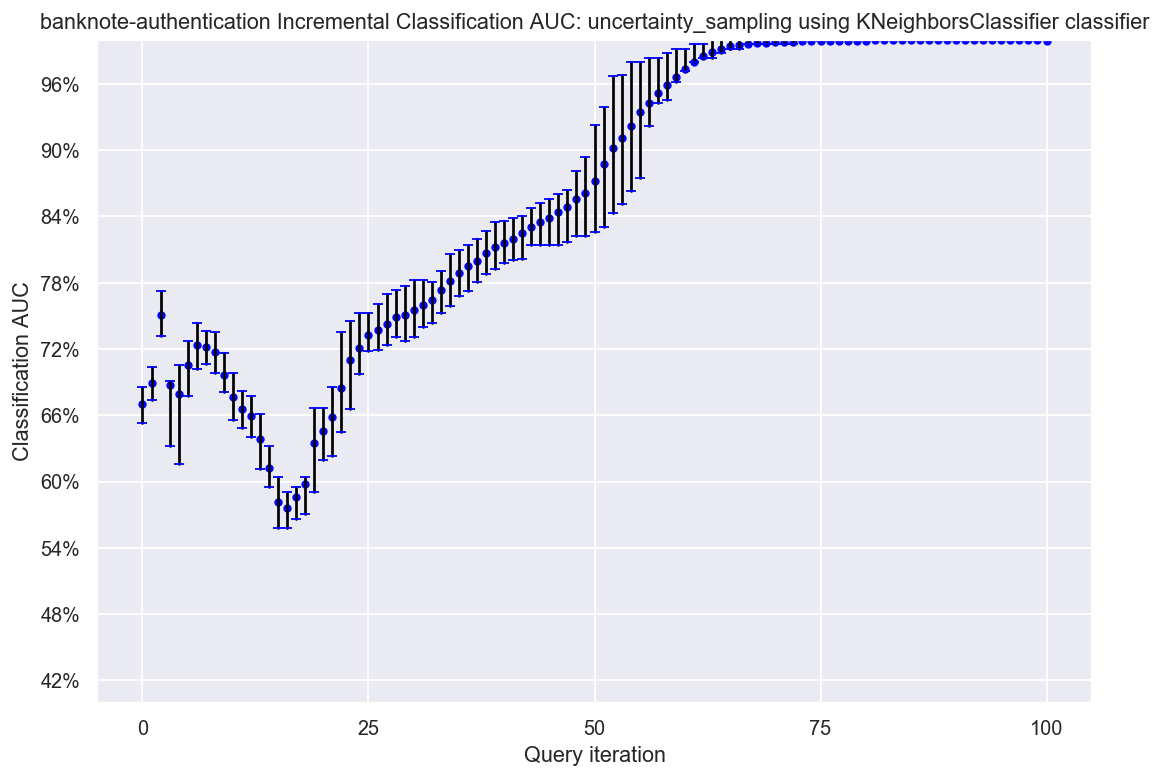 banknote-authentication Incremental Classification AUC: uncertainty_sampling using KNeighborsClassifier classifier
96%
90%
84%
78%
72%
66%
60%
54%
48%
42%
Classification AUC
0 25 50 75 100
Query iteration